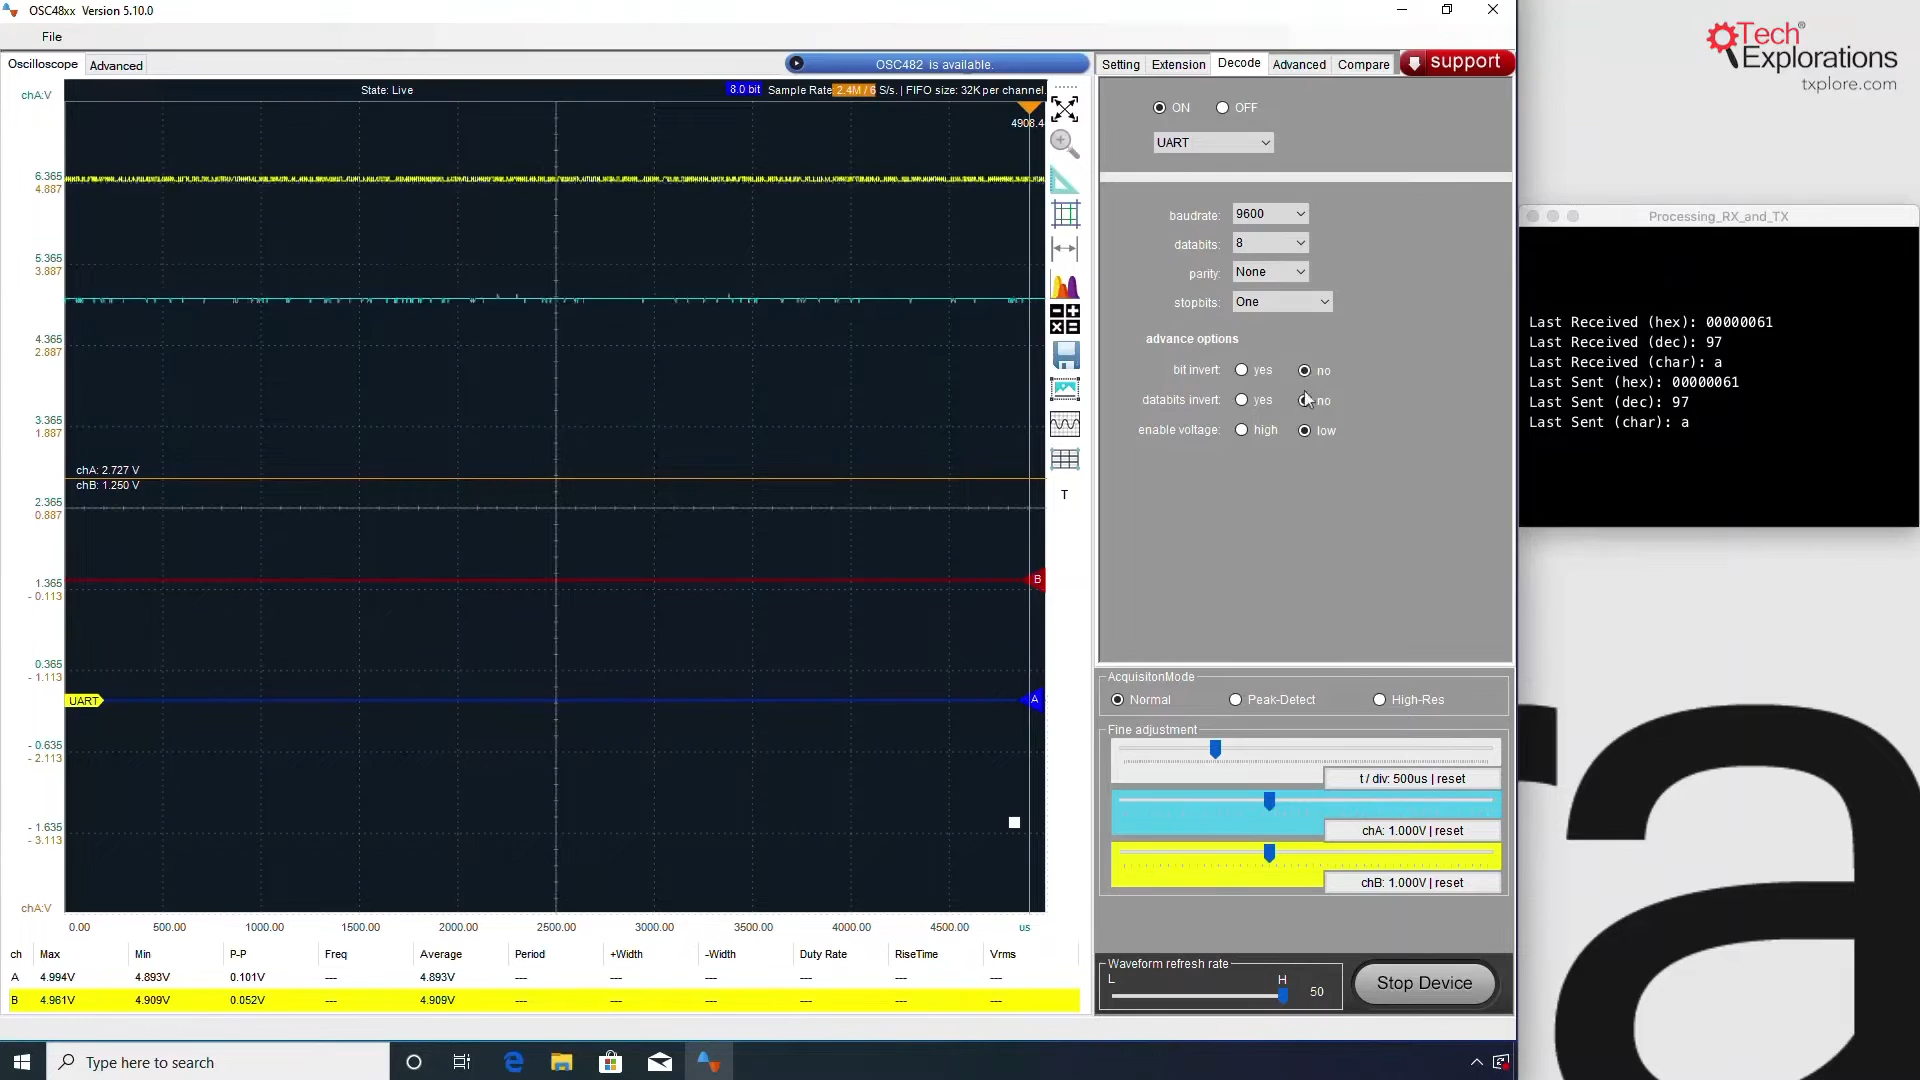 OSC48xx Version 5.10.0
File
Oscilloscope
Advanced
OSC482 is available.
Setting
Extension
Decode
Advanced
Compare
support
Tech®
Explorations
txplore.com
chA:V
State: Live
8.0 bit
Sample Rate 2.4M / 6 S/s. | FIFO size: 32K per channel.
4908.4
6.365
4.887
5.365
3.887
4.365
2.887
3.365
1.887
chA: 2.727 V
chB: 1.250 V
2.365
0.887
1.365
- 0.113
B
0.365
- 1.113
UART
A
- 0.635
- 2.113
- 1.635
- 3.113
chA:V
0.00
500.00
1000.00
1500.00
2000.00
2500.00
3000.00
3500.00
4000.00
4500.00
us
T
ON
OFF
UART
baudrate: 9600
databits: 8
parity: None
stopbits: One
advance options
bit invert: yes no
databits invert: yes no
enable voltage: high low
AcquisitonMode
Normal
Peak-Detect
High-Res
Fine adjustment
t / div: 500us | reset
chA: 1.000V | reset
chB: 1.000V | reset
Waveform refresh rate
L
H
50
Stop Device
ch Max Min P-P Freq Average Period +Width -Width Duty Rate RiseTime Vrms
A 4.994V 4.893V 0.101V --- 4.893V --- --- --- --- --- ---
B 4.961V 4.909V 0.052V --- 4.909V --- --- --- --- --- ---
Processing_RX_and_TX
Last Received (hex): 00000061
Last Received (dec): 97
Last Received (char): a
Last Sent (hex): 00000061
Last Sent (dec): 97
Last Sent (char): a
Type here to search